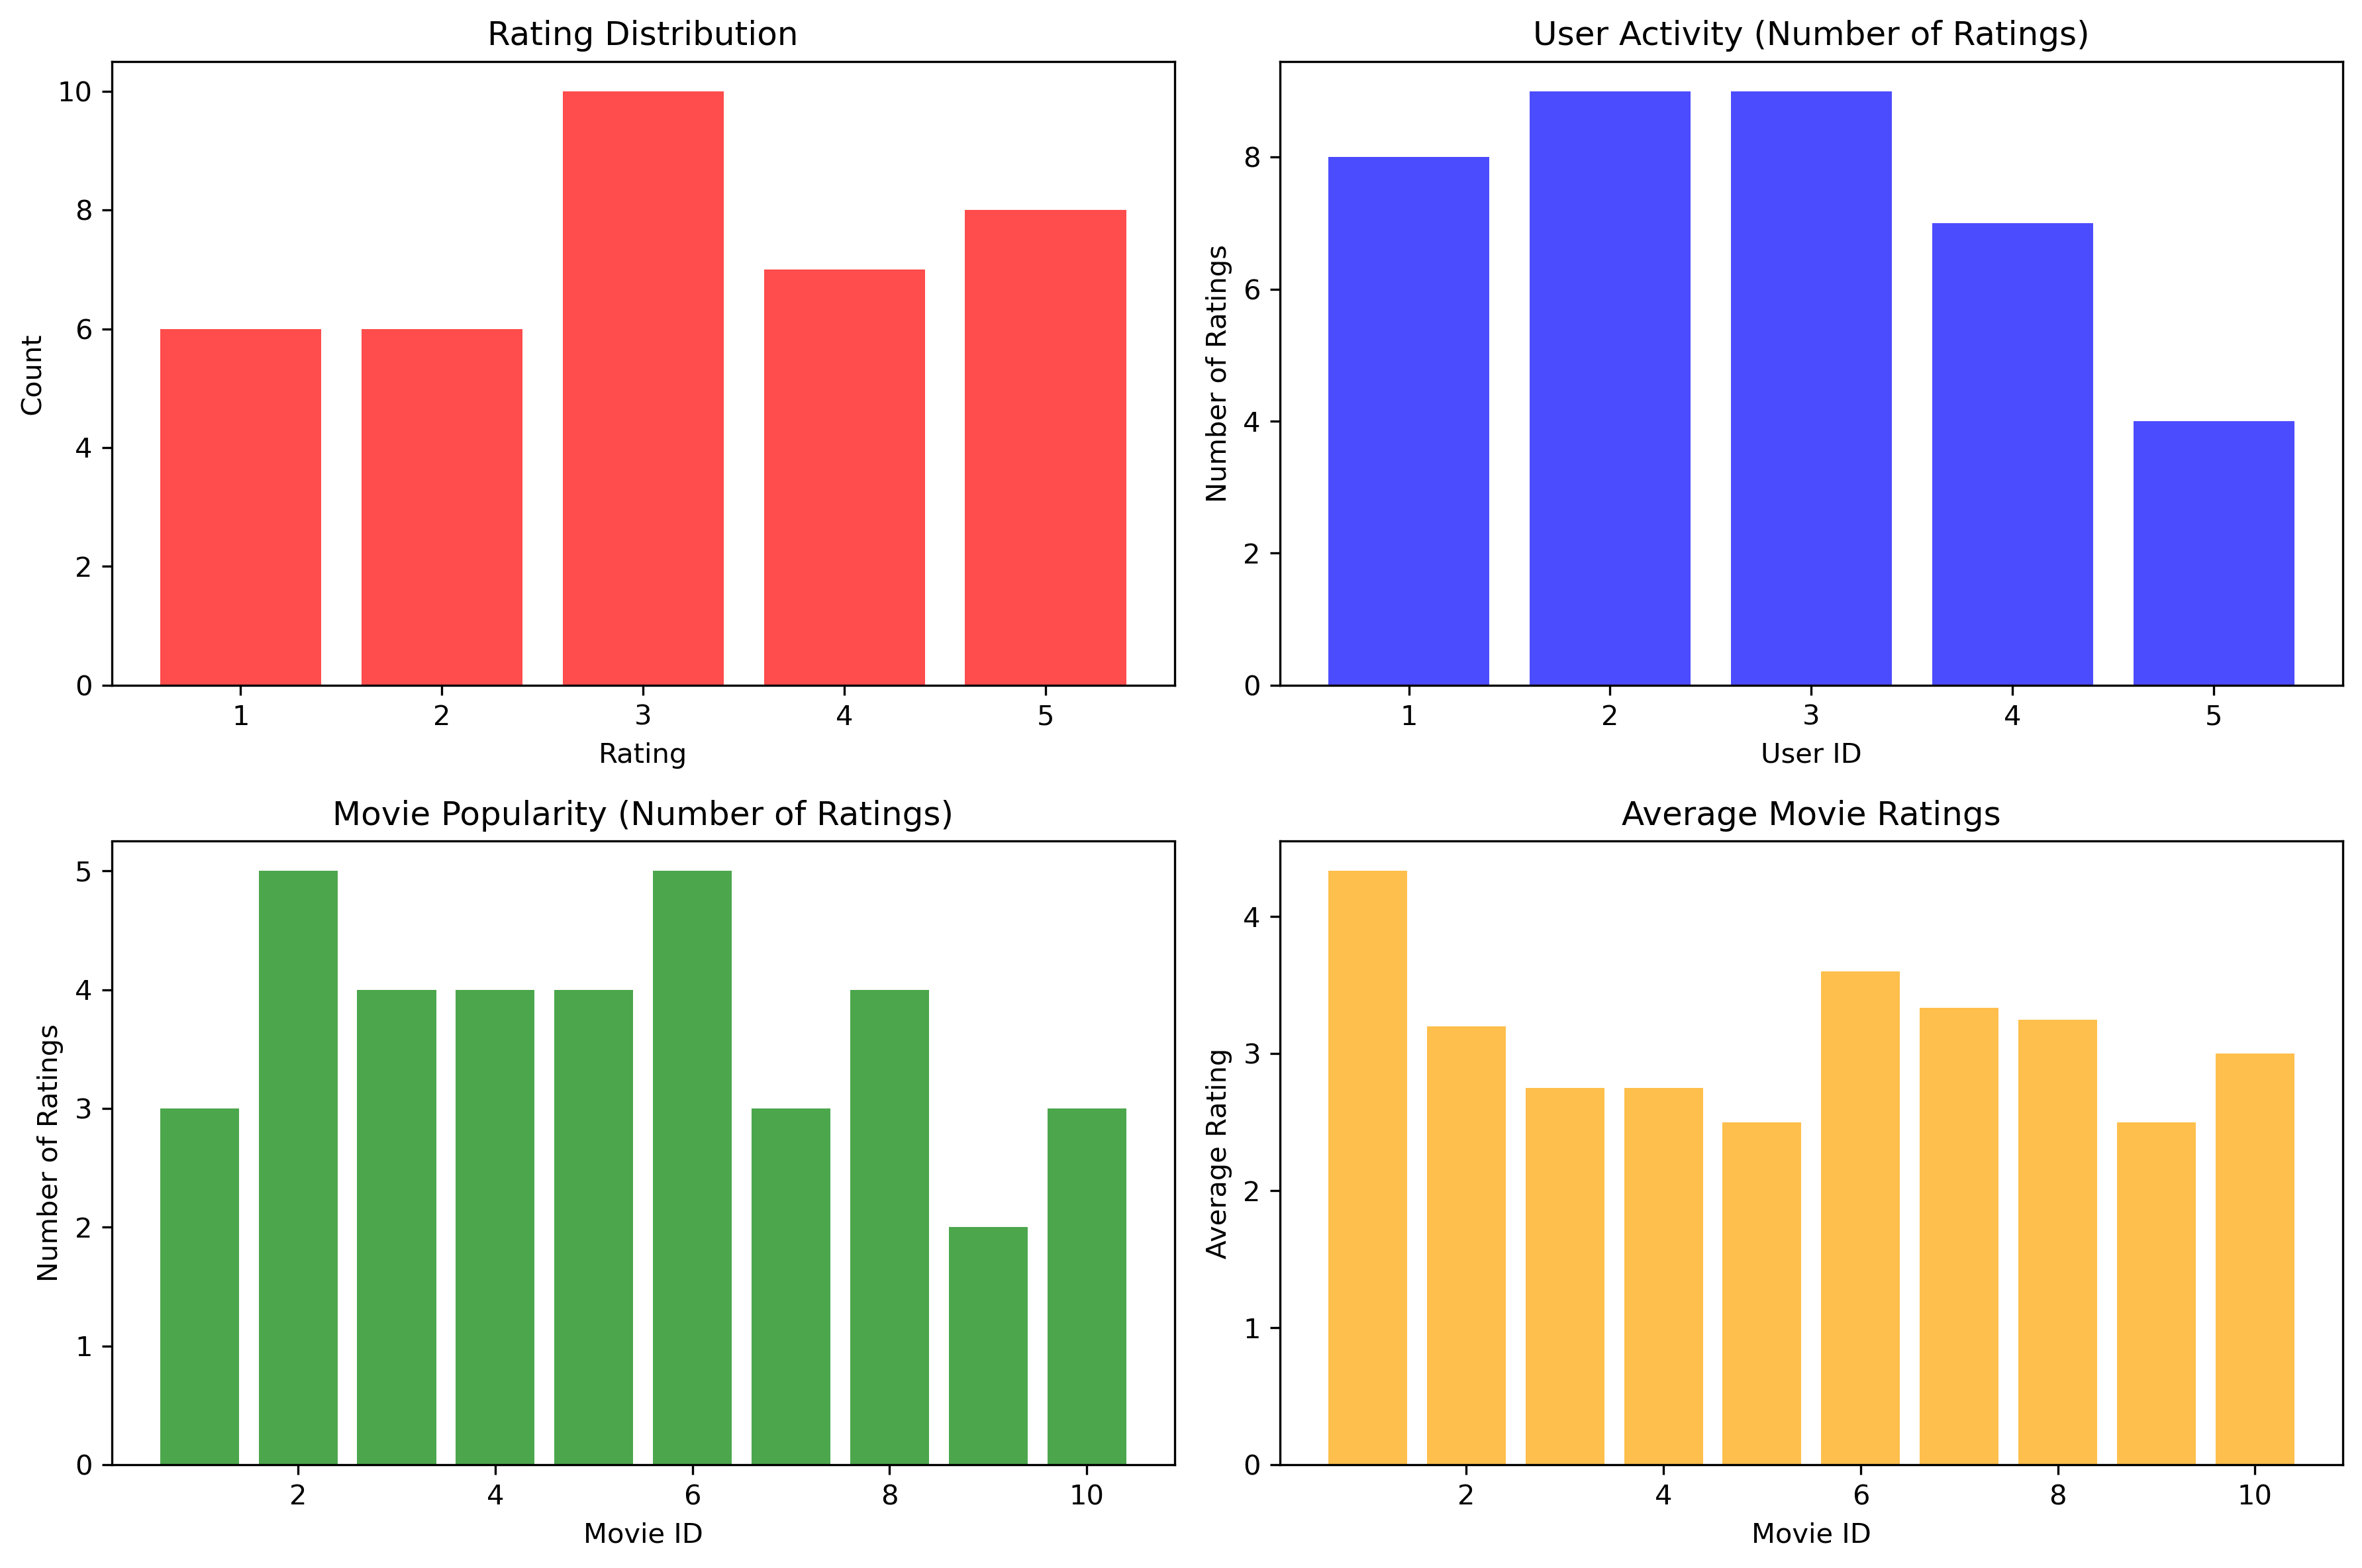 Rating Distribution
10
8
6
4
2
0
Count
1 2 3 4 5
Rating
User Activity (Number of Ratings)
8
6
4
2
0
Number of Ratings
1 2 3 4 5
User ID
Movie Popularity (Number of Ratings)
5
4
3
2
1
0
Number of Ratings
2 4 6 8 10
Movie ID
Average Movie Ratings
4
3
2
1
0
Average Rating
2 4 6 8 10
Movie ID